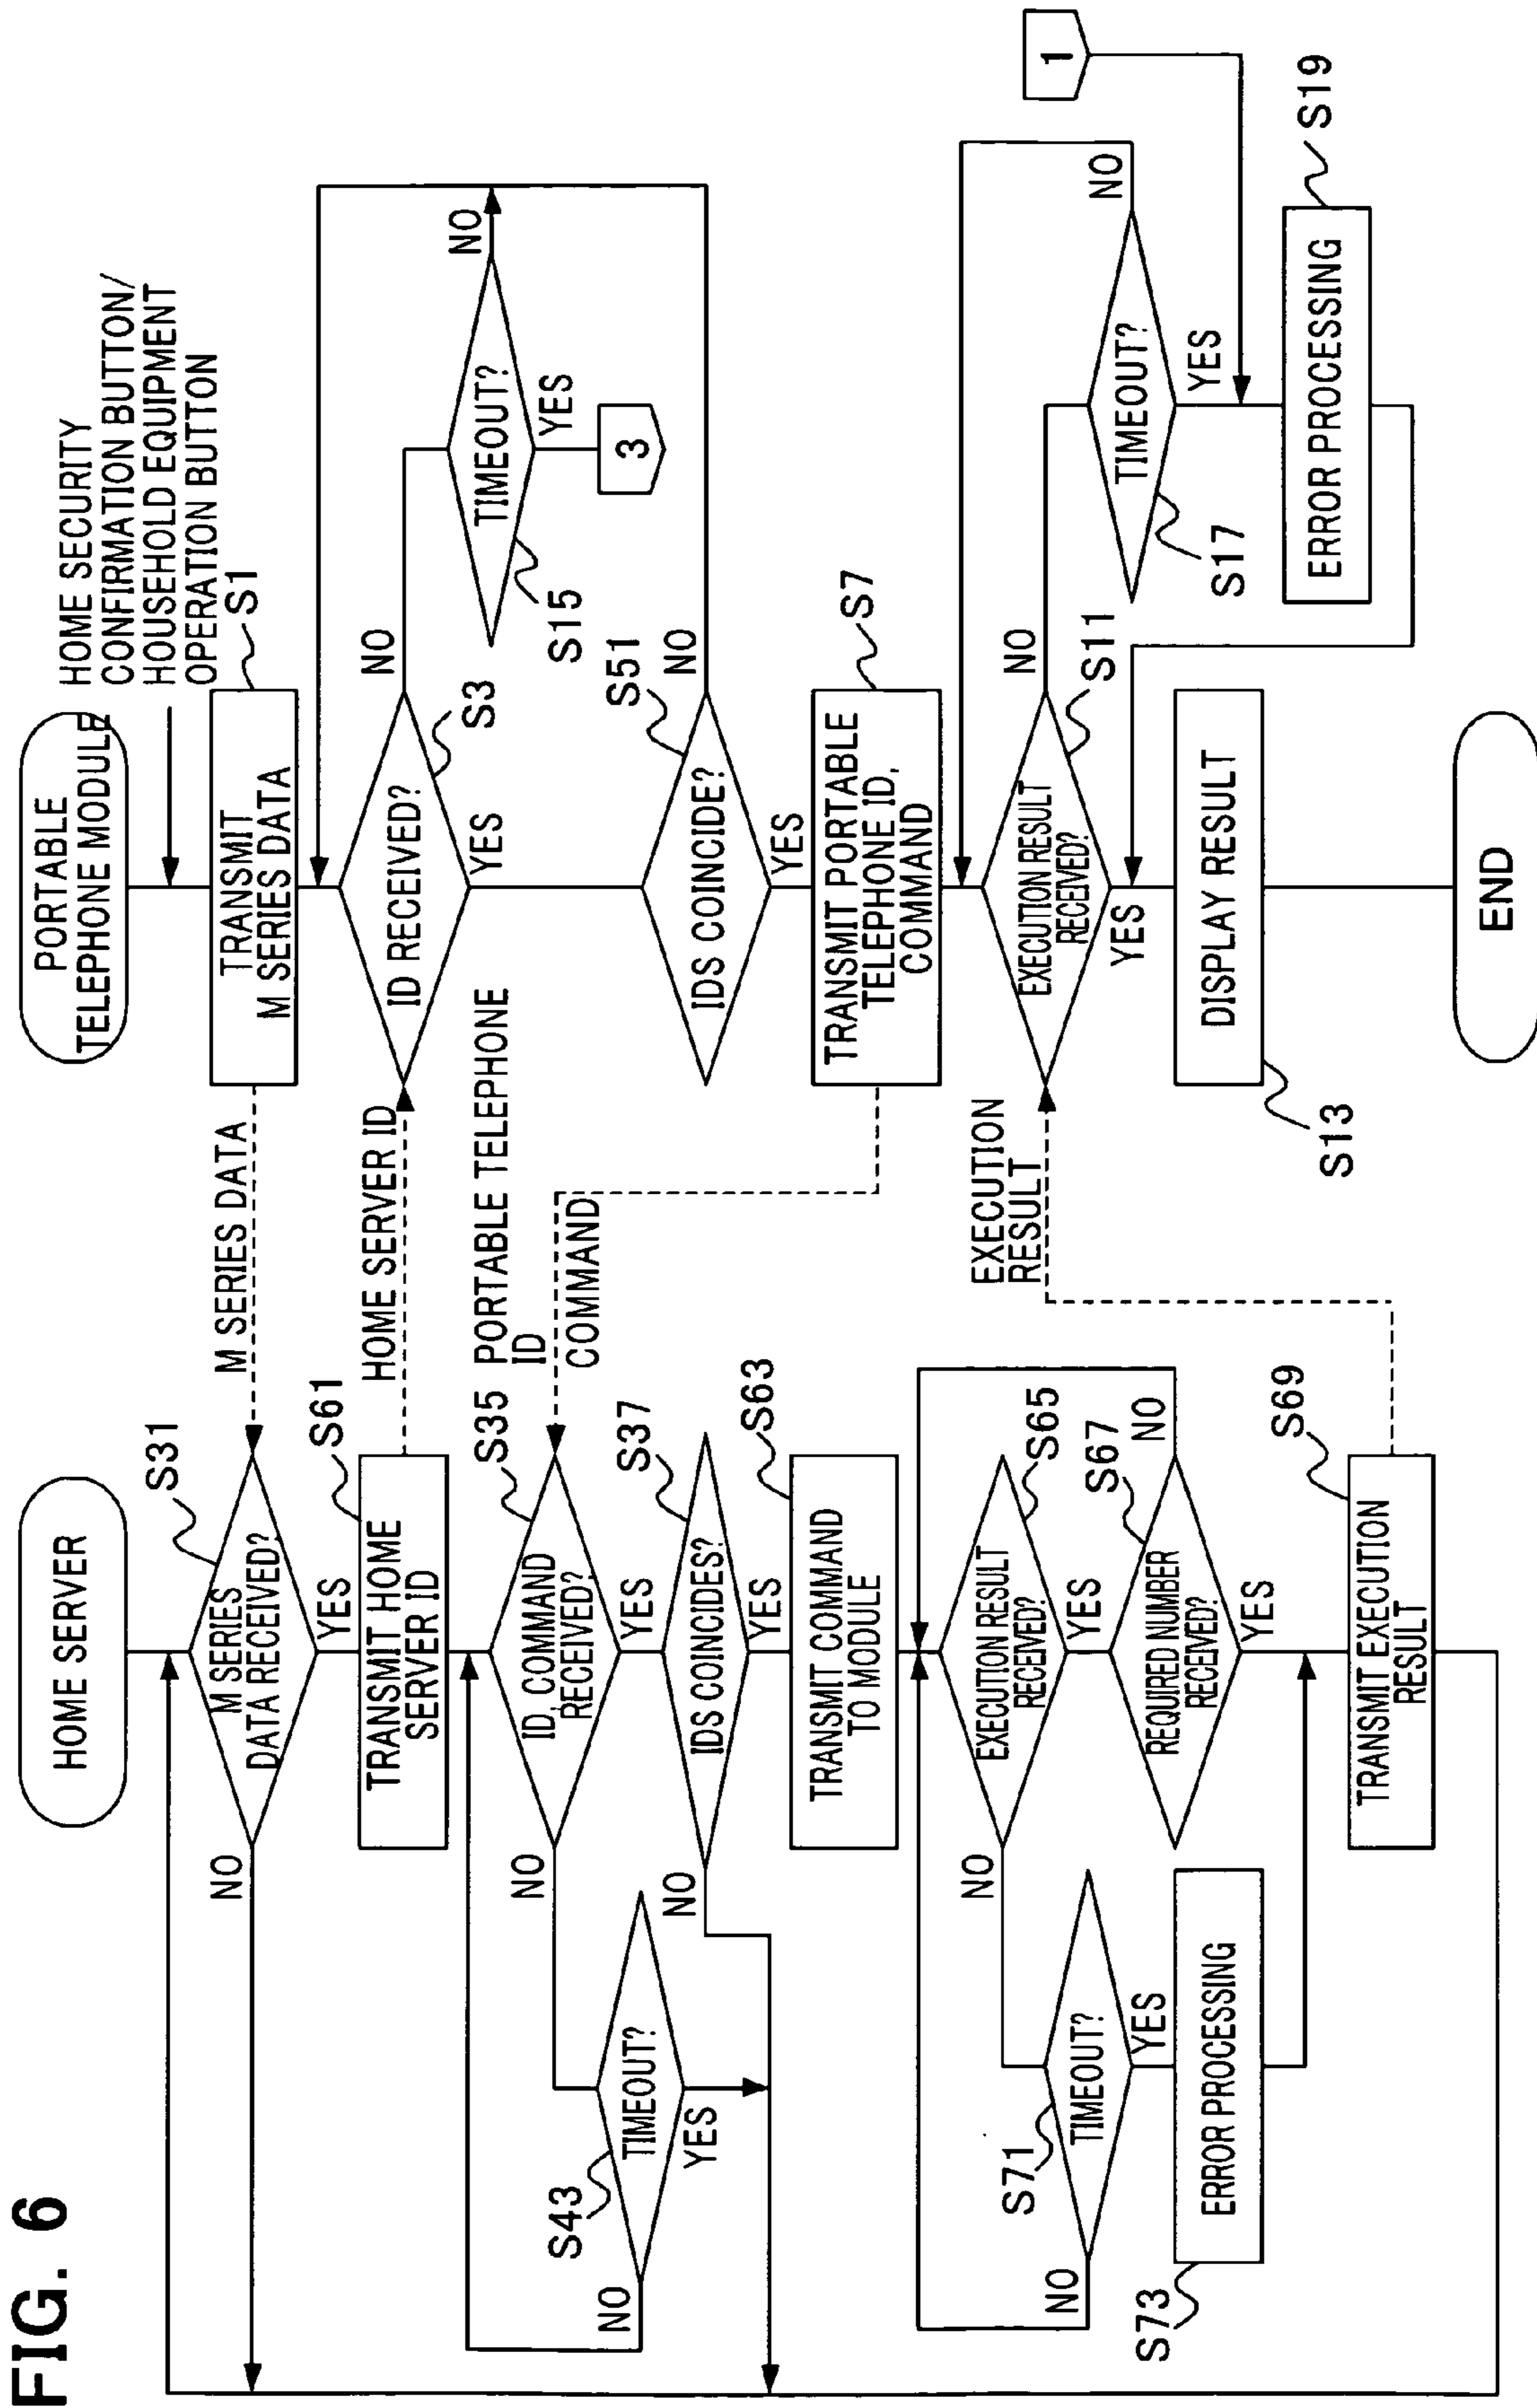 FIG. 6
HOME SERVER
S31
M SERIES
DATA RECEIVED?
NO
YES
S61
TRANSMIT HOME
SERVER ID
S35
ID, COMMAND
RECEIVED?
NO
YES
S43
TIMEOUT?
NO
YES
S37
IDS COINCIDES?
NO
YES
S63
TRANSMIT COMMAND
TO MODULE
S65
EXECUTION RESULT
RECEIVED?
NO
YES
S71
TIMEOUT?
NO
YES
S67
REQUIRED NUMBER
RECEIVED?
NO
YES
S73
ERROR PROCESSING
S69
TRANSMIT EXECUTION
RESULT
M SERIES DATA
HOME SERVER ID
PORTABLE TELEPHONE
ID
COMMAND
EXECUTION
RESULT
PORTABLE
TELEPHONE MODULE
HOME SECURITY
CONFIRMATION BUTTON/
HOUSEHOLD EQUIPMENT
OPERATION BUTTON
S1
TRANSMIT
M SERIES DATA
S3
ID RECEIVED?
NO
YES
S15
TIMEOUT?
NO
YES
3
S51
IDS COINCIDE?
NO
YES
S7
TRANSMIT PORTABLE
TELEPHONE ID,
COMMAND
S11
EXECUTION RESULT
RECEIVED?
NO
YES
S17
TIMEOUT?
NO
YES
1
S19
ERROR PROCESSING
S13
DISPLAY RESULT
END